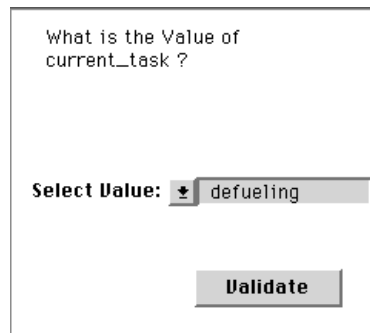 What is the Value of
current_task ?
Select Value: defueling
Validate